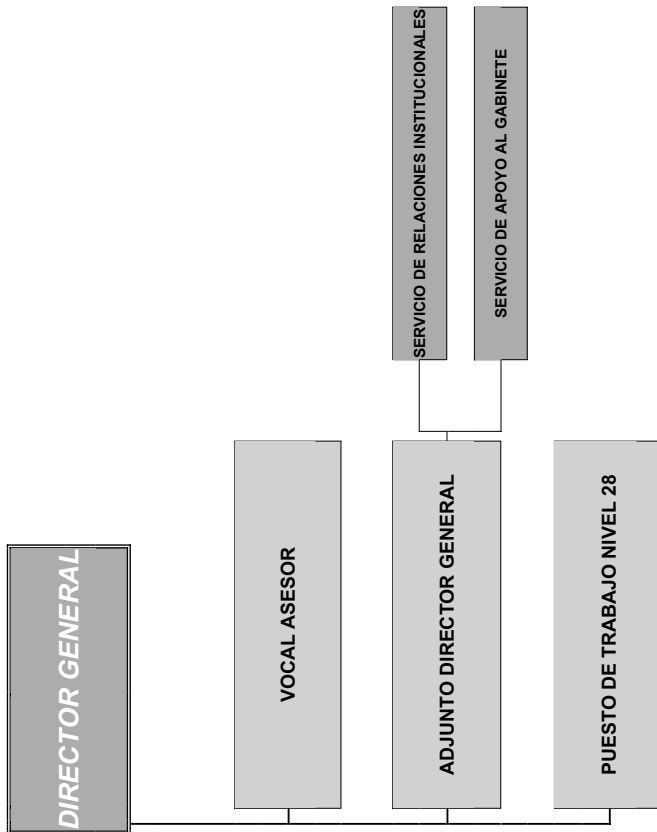 DIRECTOR GENERAL
VOCAL ASESOR
ADJUNTO DIRECTOR GENERAL
SERVICIO DE RELACIONES INSTITUCIONALES
SERVICIO DE APOYO AL GABINETE
PUESTO DE TRABAJO NIVEL 28